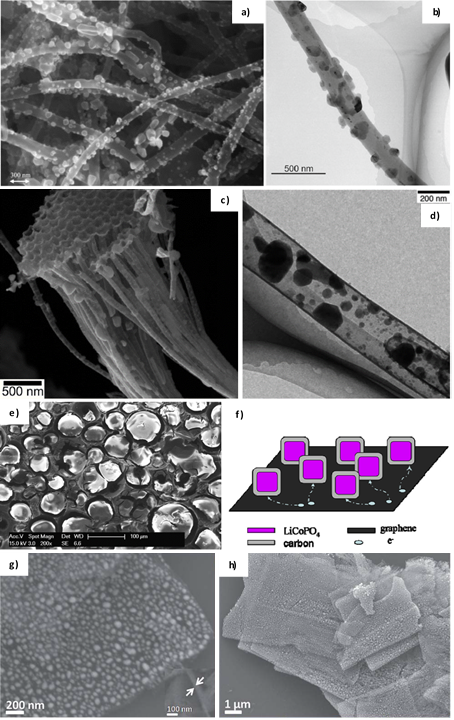 a)
300 nm
b)
500 nm
c)
500 nm
200 nm
d)
e)
Acc.V Spot Magn Det WD 100 µm
15.0 kV 3.0 200x SE 6.6
f)
LiCoPO4 graphene
carbon e-
g)
200 nm
100 nm
h)
1 µm